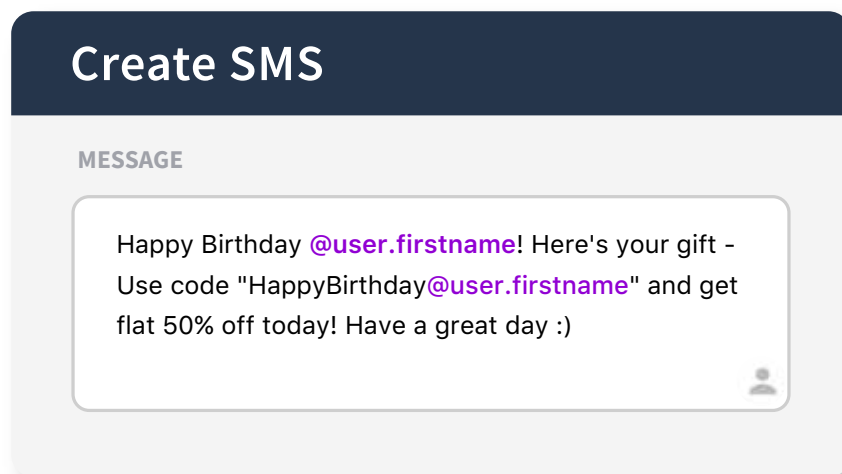 Create SMS
MESSAGE
Happy Birthday @user.firstname! Here's your gift -
Use code "HappyBirthday@user.firstname" and get
flat 50% off today! Have a great day :)